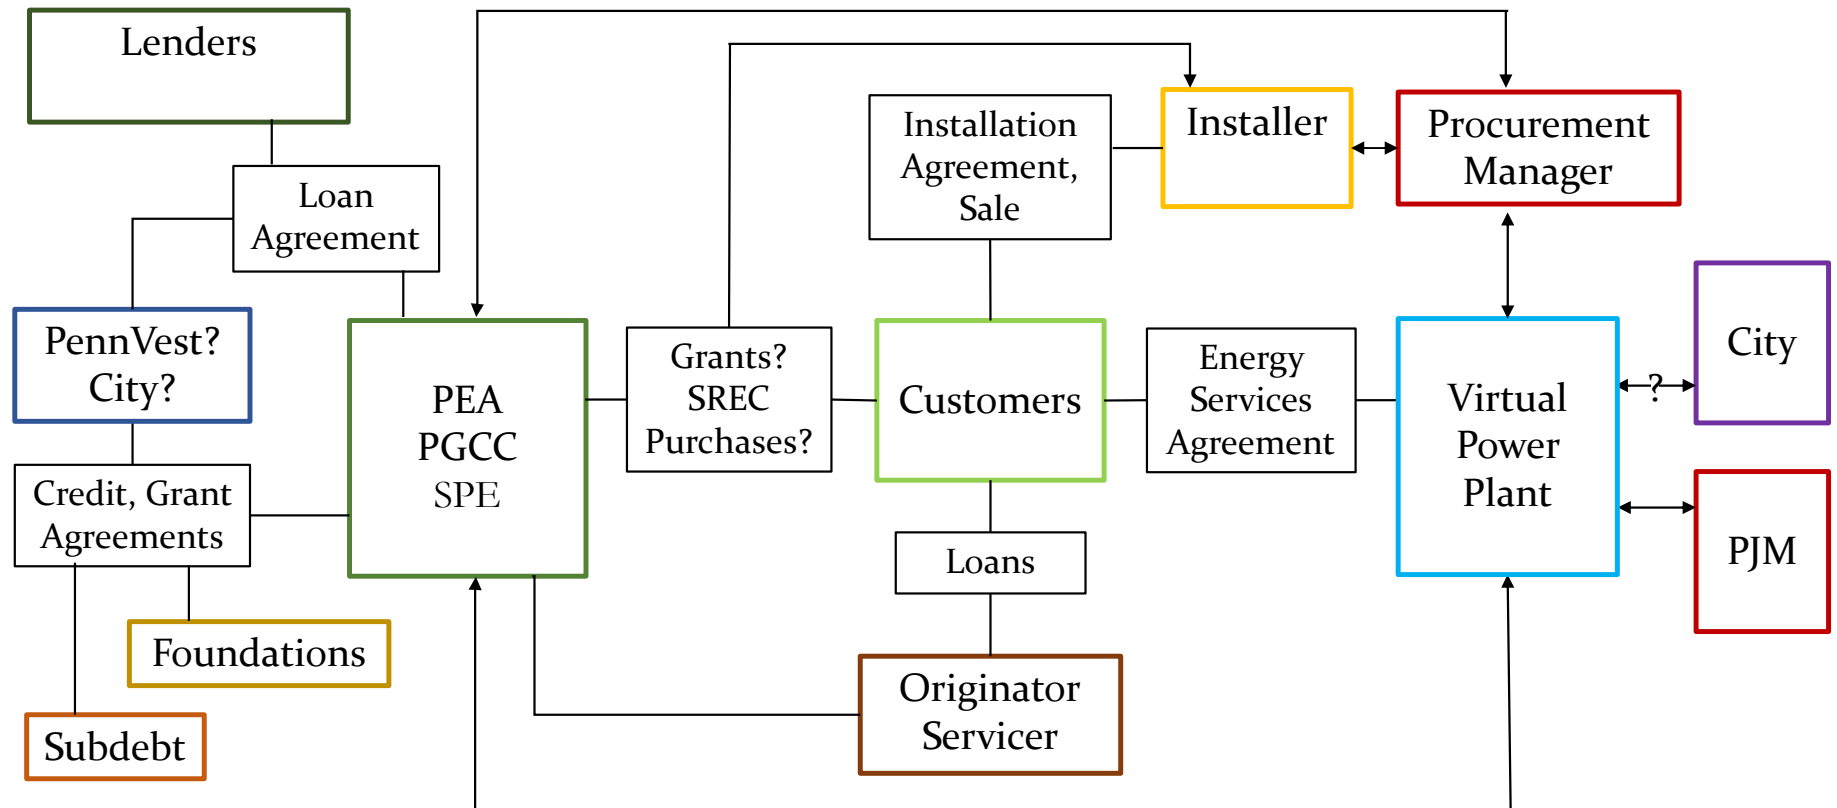 Lenders
Loan
Agreement
PennVest?
City?
Credit, Grant
Agreements
Foundations
Subdebt
PEA
PGCC
SPE
Grants?
SREC
Purchases?
Installation
Agreement,
Sale
Customers
Loans
Originator
Servicer
Installer
Procurement
Manager
Energy
Services
Agreement
Virtual
Power
Plant
?
City
PJM